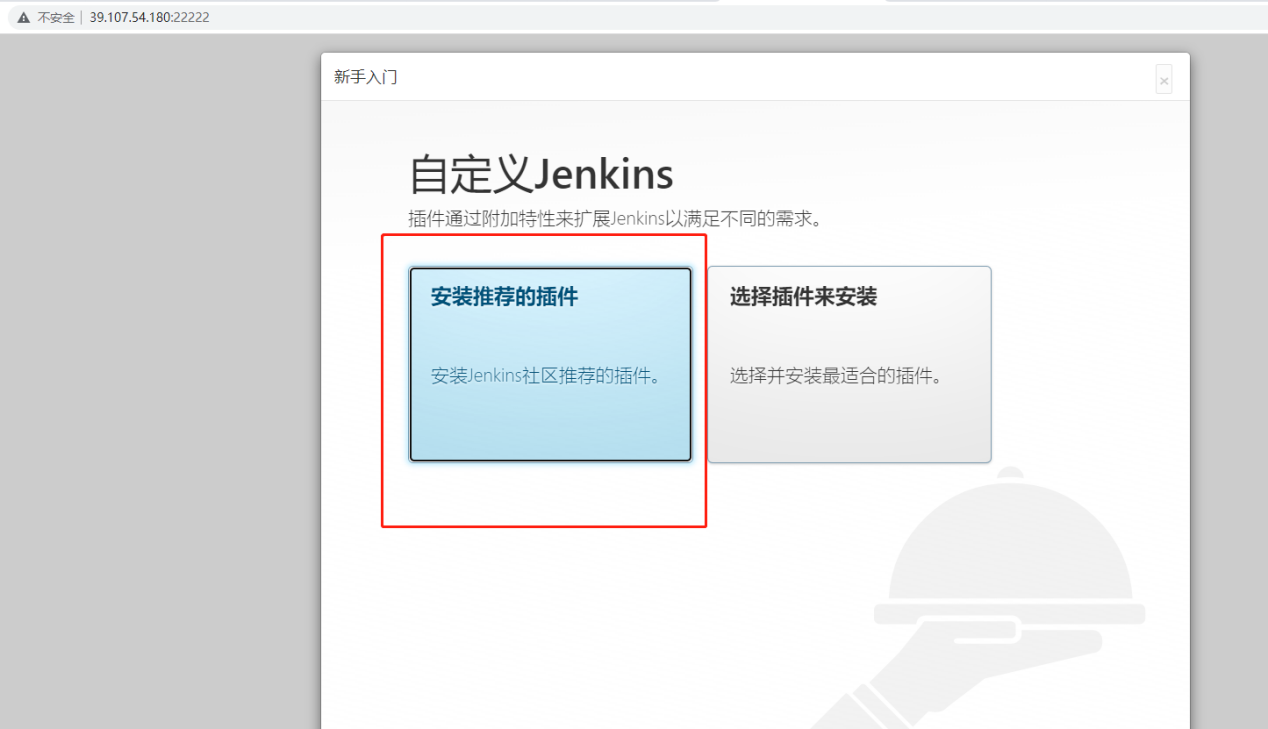 不安全 | 39.107.54.180:22222
新手入门
×
自定义Jenkins
插件通过附加特性来扩展Jenkins以满足不同的需求。
安装推荐的插件
安装Jenkins社区推荐的插件。
选择插件来安装
选择并安装最适合的插件。